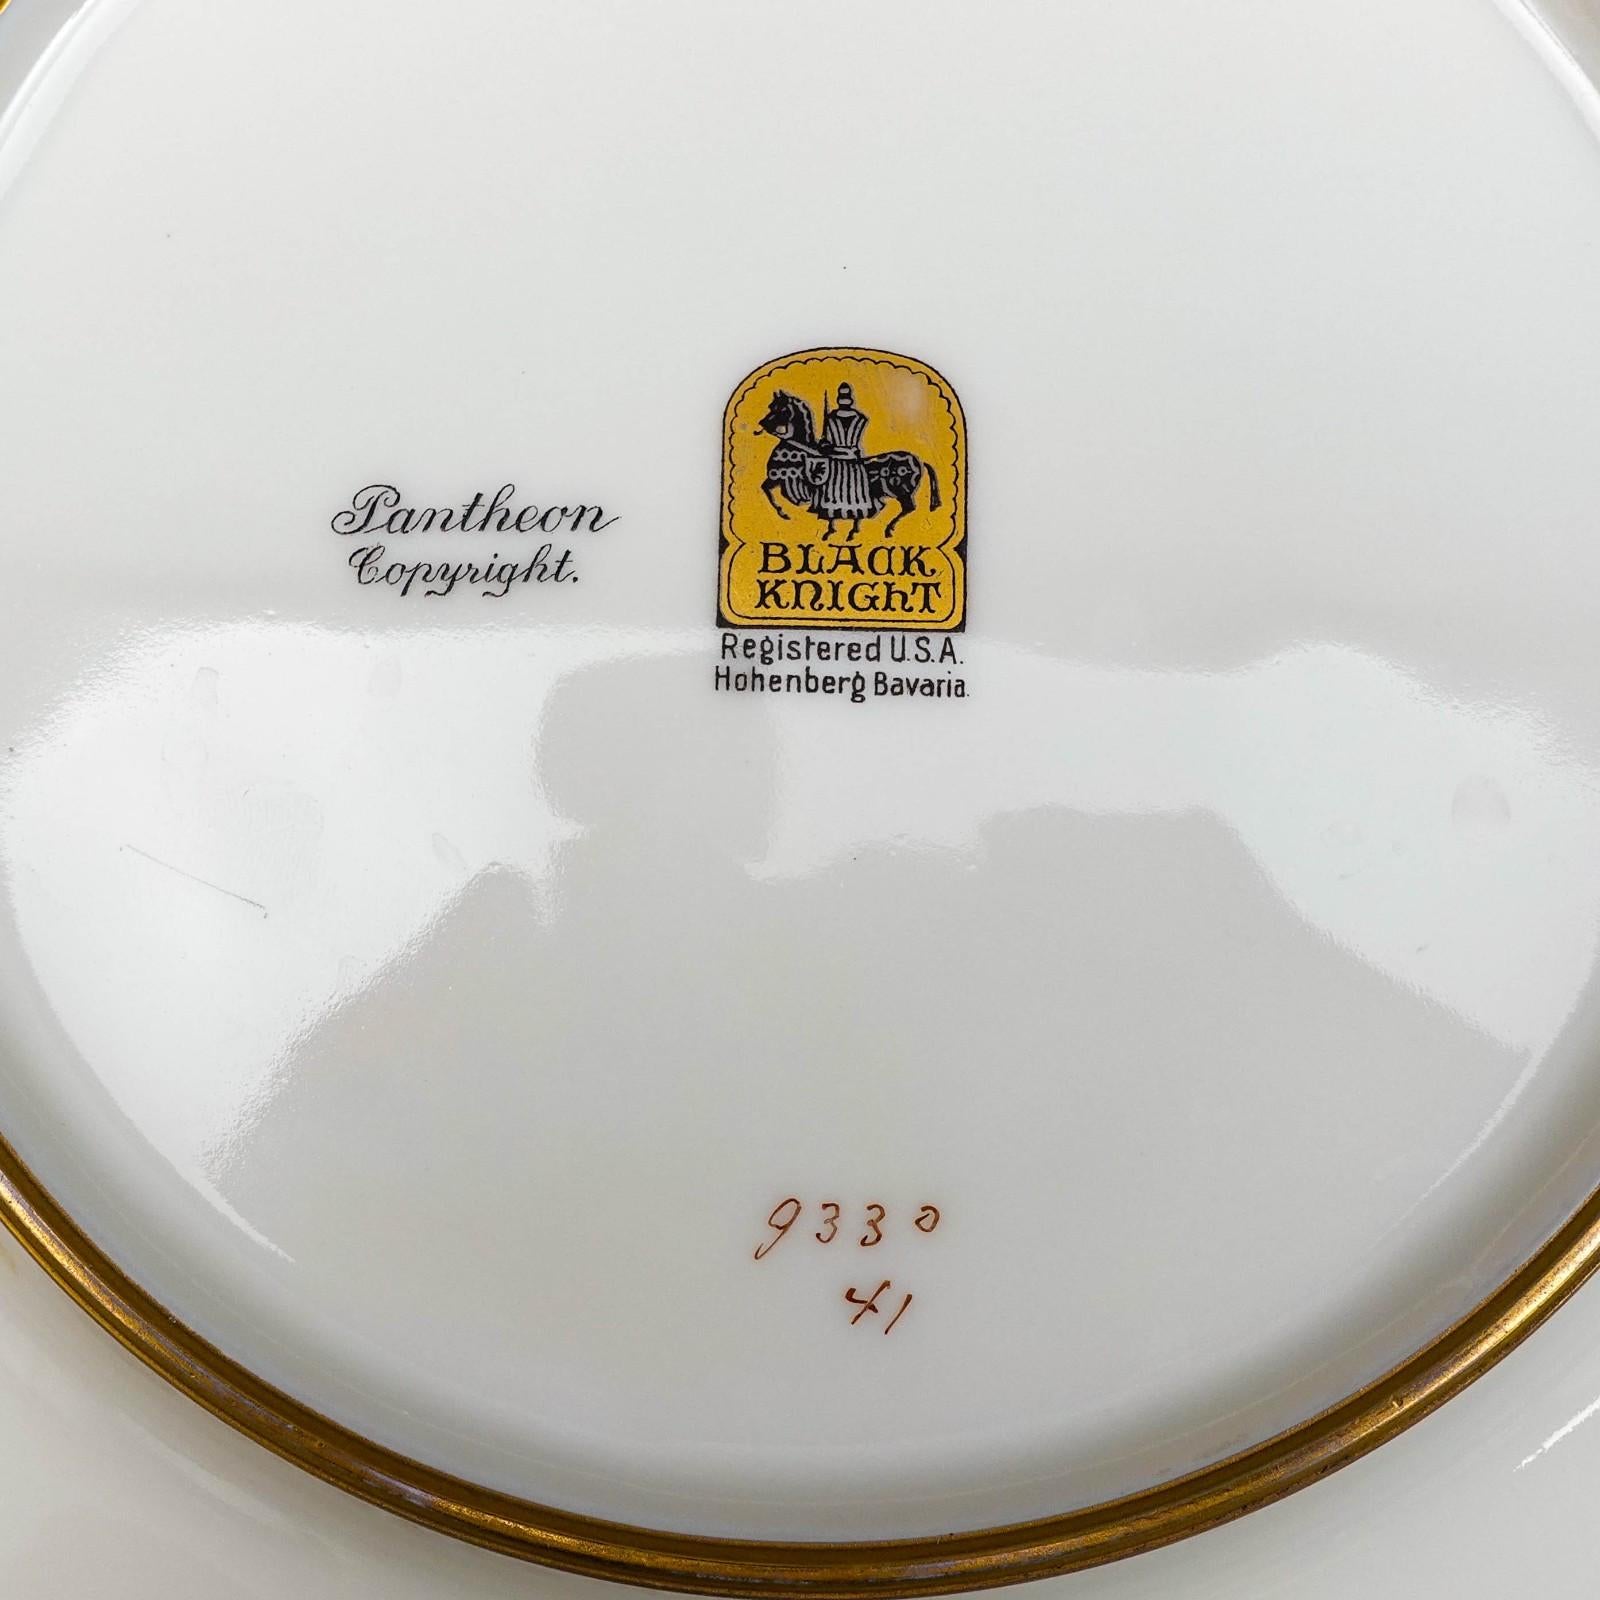 Pantheon
Copyright.
BLACK
KNIGHT
Registered U.S.A.
Hohenberg Bavaria.
9330
41